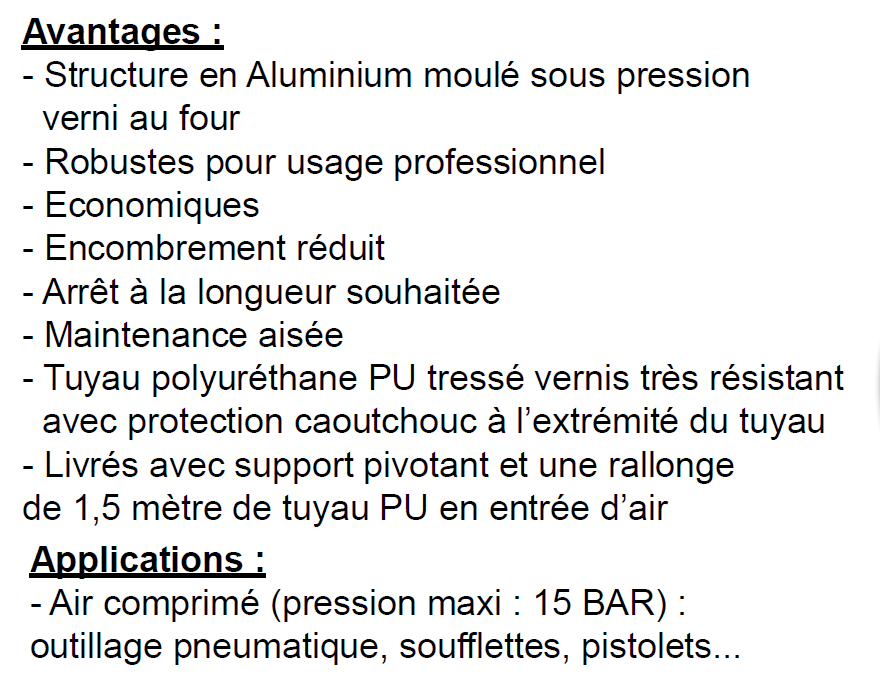 Avantages :
- Structure en Aluminium moulé sous pression
verni au four
- Robustes pour usage professionnel
- Economiques
- Encombrement réduit
- Arrêt à la longueur souhaitée
- Maintenance aisée
- Tuyau polyuréthane PU tressé vernis très résistant
avec protection caoutchouc à l’extrémité du tuyau
- Livrés avec support pivotant et une rallonge
de 1,5 mètre de tuyau PU en entrée d’air
Applications :
- Air comprimé (pression maxi : 15 BAR) :
outillage pneumatique, soufflettes, pistolets...